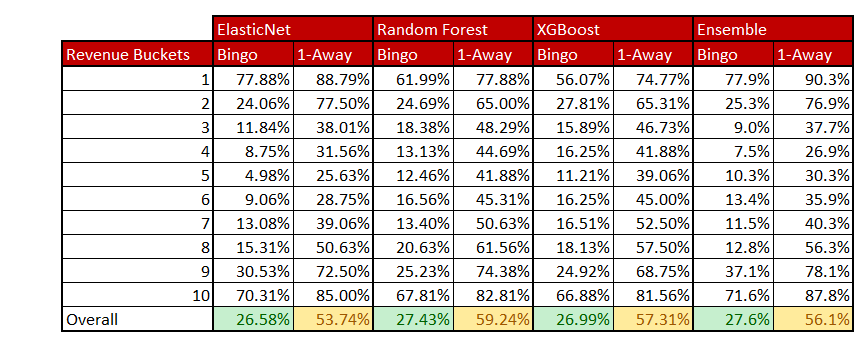 ElasticNet Random Forest XGBoost Ensemble
Revenue Buckets Bingo 1-Away Bingo 1-Away Bingo 1-Away Bingo 1-Away
1 77.88% 88.79% 61.99% 77.88% 56.07% 74.77% 77.9% 90.3%
2 24.06% 77.50% 24.69% 65.00% 27.81% 65.31% 25.3% 76.9%
3 11.84% 38.01% 18.38% 48.29% 15.89% 46.73% 9.0% 37.7%
4 8.75% 31.56% 13.13% 44.69% 16.25% 41.88% 7.5% 26.9%
5 4.98% 25.63% 12.46% 41.88% 11.21% 39.06% 10.3% 30.3%
6 9.06% 28.75% 16.56% 45.31% 16.25% 45.00% 13.4% 35.9%
7 13.08% 39.06% 13.40% 50.63% 16.51% 52.50% 11.5% 40.3%
8 15.31% 50.63% 20.63% 61.56% 18.13% 57.50% 12.8% 56.3%
9 30.53% 72.50% 25.23% 74.38% 24.92% 68.75% 37.1% 78.1%
10 70.31% 85.00% 67.81% 82.81% 66.88% 81.56% 71.6% 87.8%
Overall 26.58% 53.74% 27.43% 59.24% 26.99% 57.31% 27.6% 56.1%